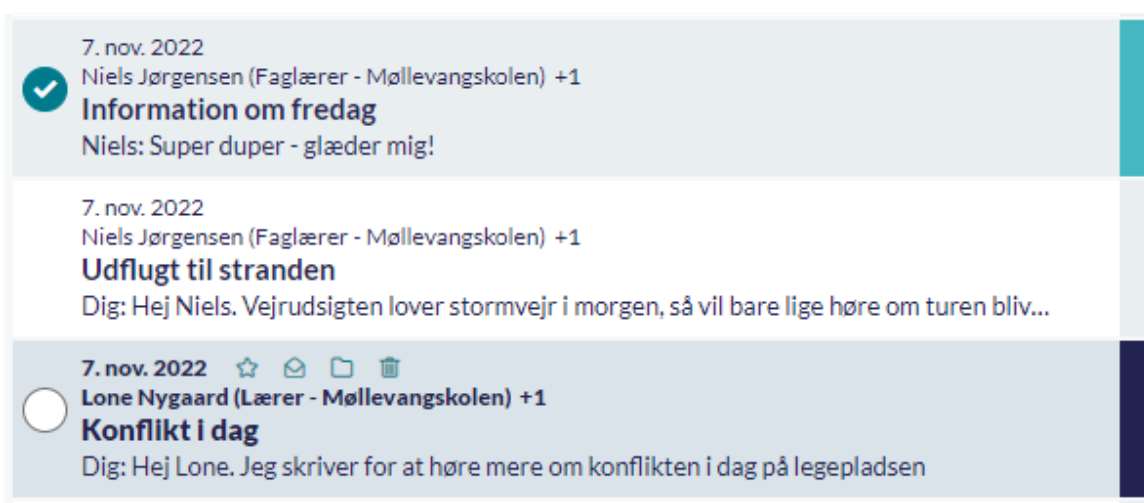 7. nov. 2022
Niels Jørgensen (Faglærer - Møllevangskolen) +1
Information om fredag
Niels: Super duper - glæder mig!
7. nov. 2022
Niels Jørgensen (Faglærer - Møllevangskolen) +1
Udflugt til stranden
Dig: Hej Niels. Vejrudsigten lover stormvejr i morgen, så vil bare lige høre om turen bliv...
7. nov. 2022
Lone Nygaard (Lærer - Møllevangskolen) +1
Konflikt i dag
Dig: Hej Lone. Jeg skriver for at høre mere om konflikten i dag på legepladsen